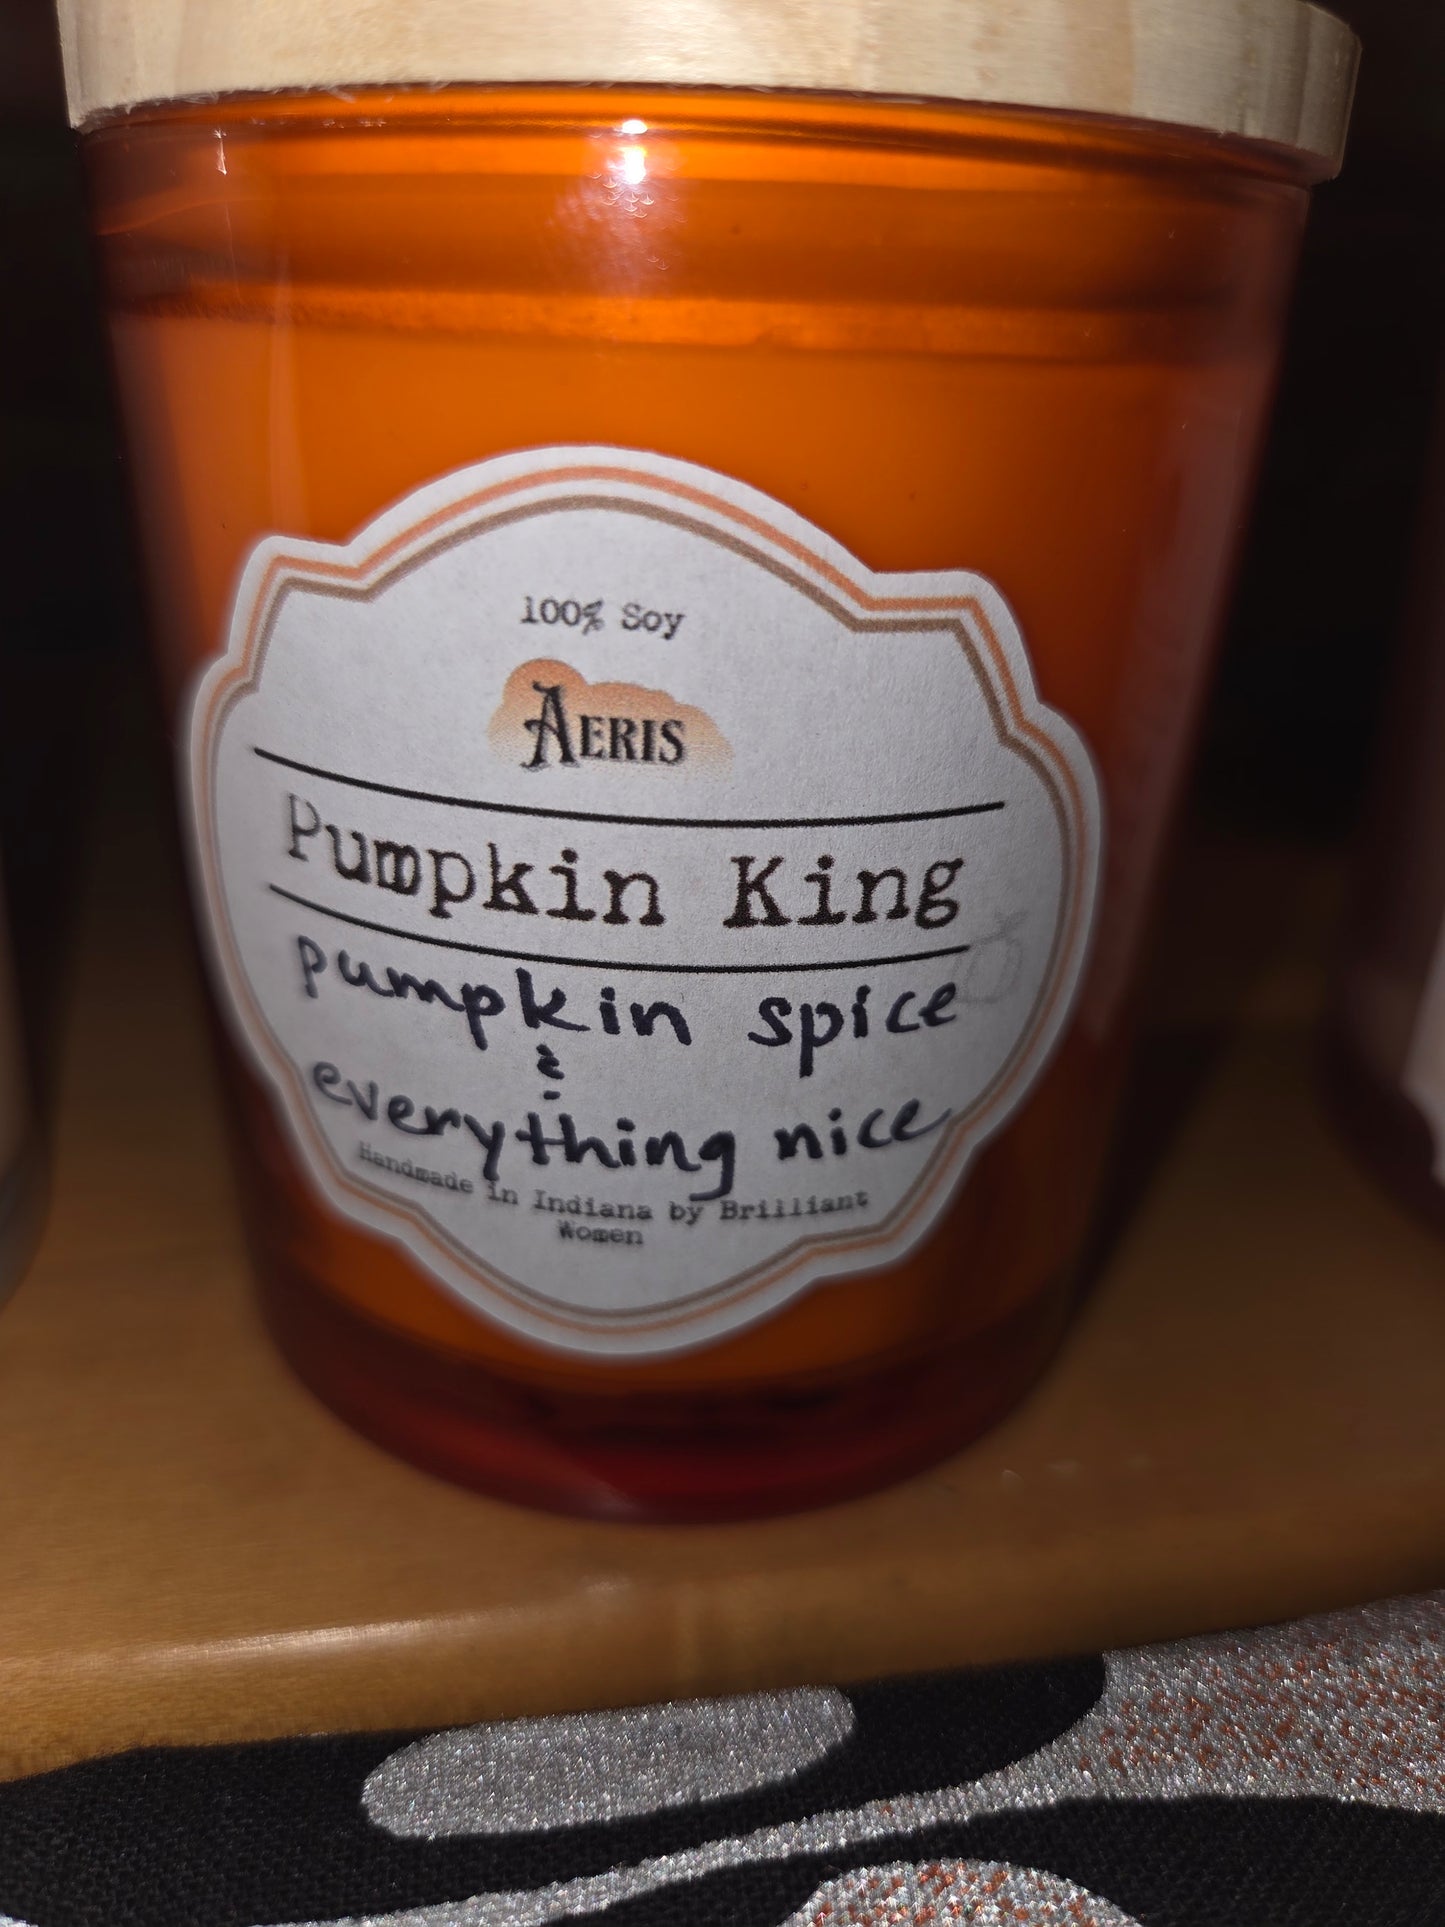 100% Soy
AERIS
Pumpkin King
pumpkin spice
&
everything nice
Handmade in Indiana by Brilliant
Women